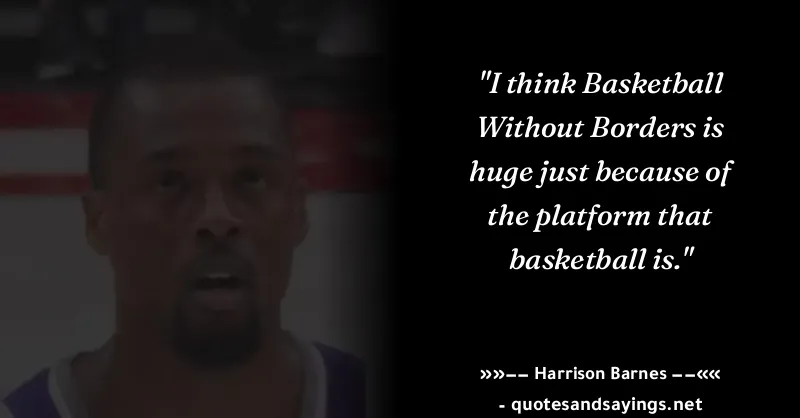 "I think Basketball
Without Borders is
huge just because of
the platform that
basketball is."
»»−− Harrison Barnes −−««
- quotesandsayings.net